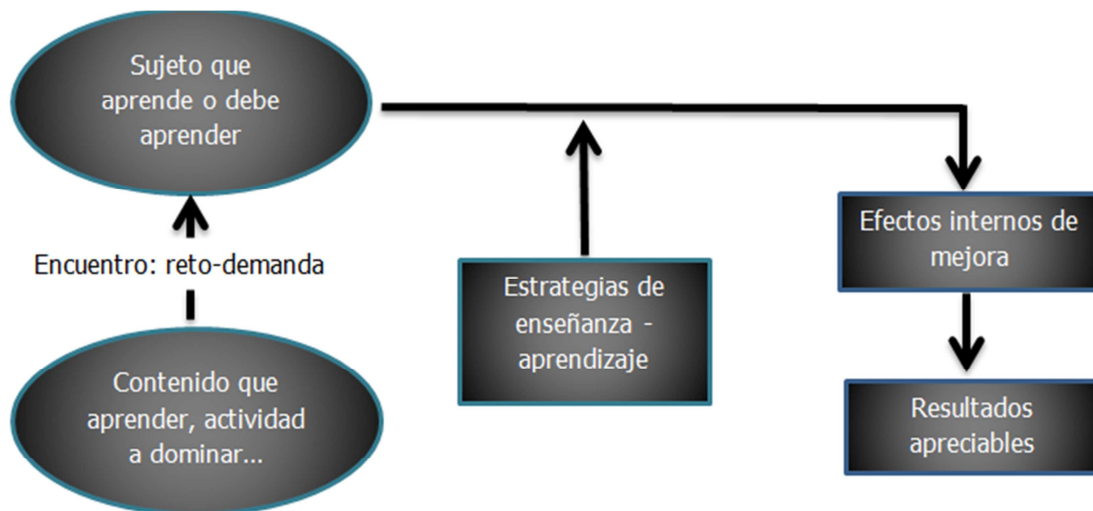 Sujeto que
aprende o debe
aprender
Encuentro: reto-demanda
Contenido que
aprender, actividad
a dominar...
Estrategias de
enseñanza -
aprendizaje
Efectos internos de
mejora
Resultados
apreciables